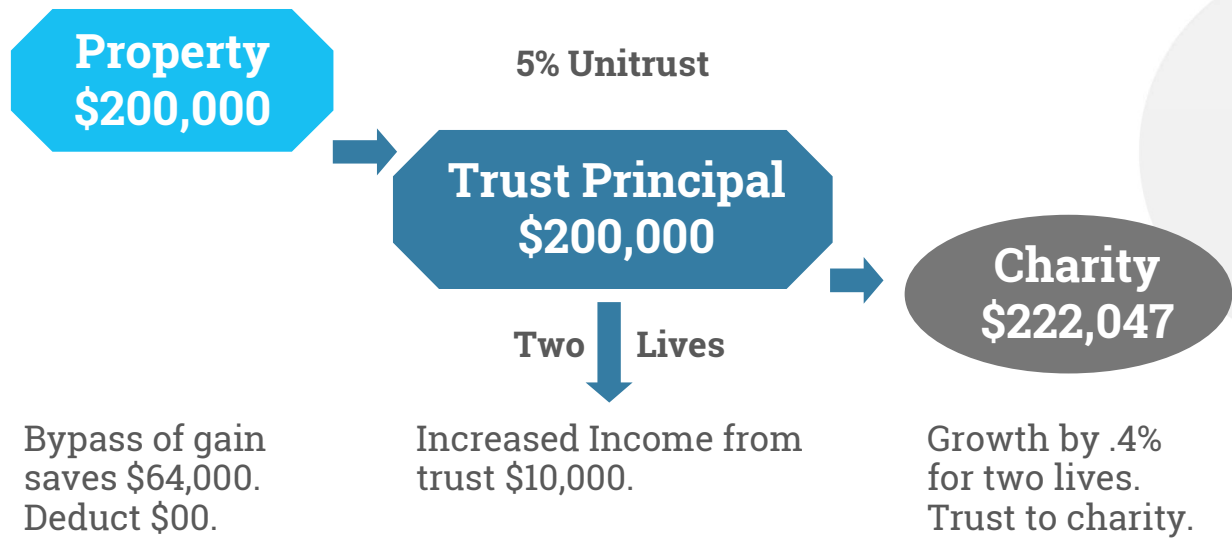 Property
$200,000
5% Unitrust
Trust Principal
$200,000
Charity
$222,047
Two Lives
Bypass of gain
saves $64,000.
Deduct $00.
Increased Income from
trust $10,000.
Growth by .4%
for two lives.
Trust to charity.